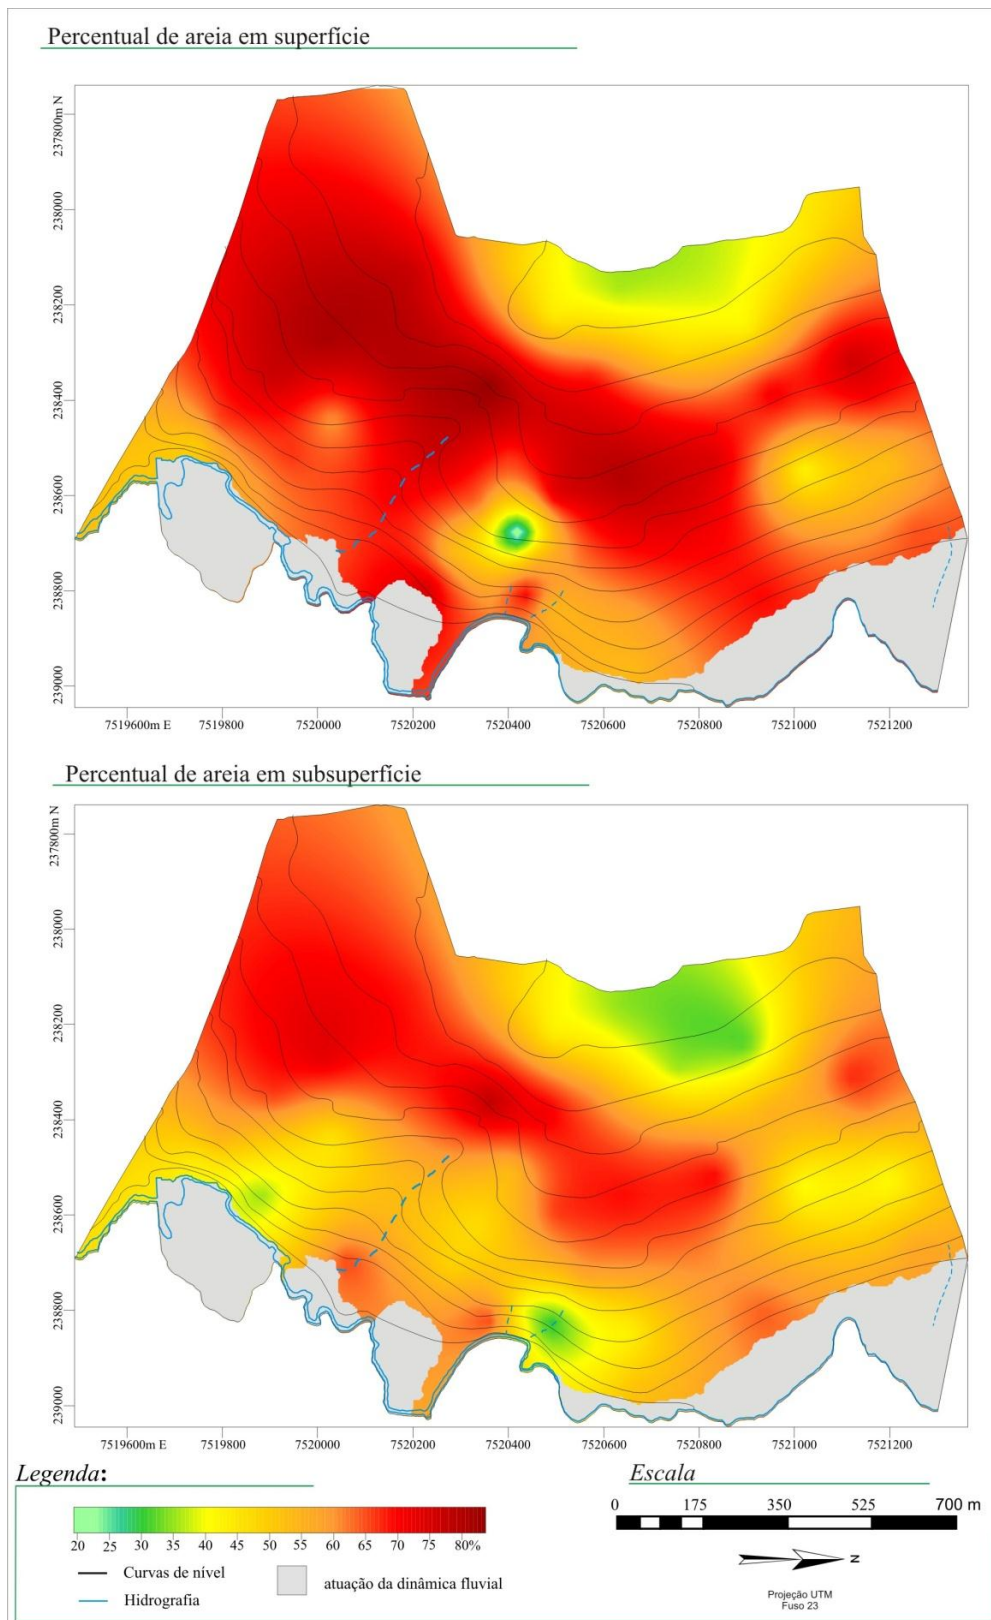 Percentual de areia em superfície
237800m N
238000
238200
238400
238600
238800
239000
7519600m E 7519800 7520000 7520200 7520400 7520600 7520800 7521000 7521200
Percentual de areia em subsuperfície
237800m N
238000
238200
238400
238600
238800
239000
7519600m E 7519800 7520000 7520200 7520400 7520600 7520800 7521000 7521200
Legenda:
20 25 30 35 40 45 50 55 60 65 70 75 80%
Curvas de nível
Hidrografia
atuação da dinâmica fluvial
Escala
0 175 350 525 700 m
N
Projeção UTM
Fuso 23